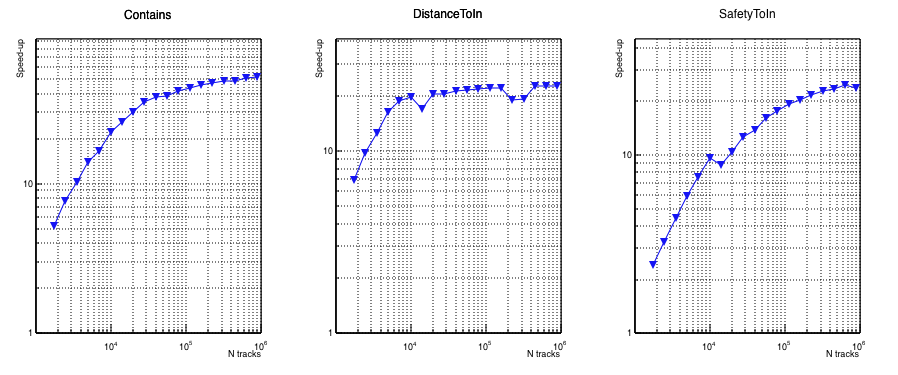 Contains
Speed-up
10
1
10⁴
10⁵
10⁶
N tracks
DistanceToIn
Speed-up
10
1
10⁴
10⁵
10⁶
N tracks
SafetyToIn
Speed-up
10
1
10⁴
10⁵
10⁶
N tracks